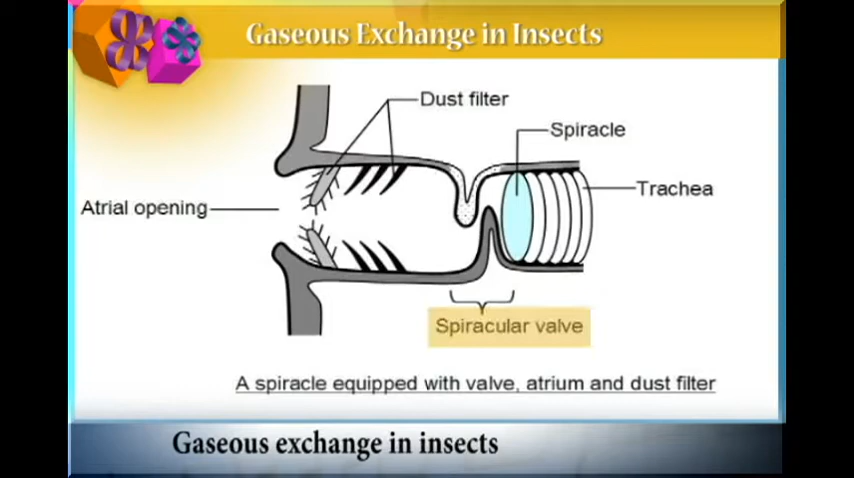 Gaseous Exchange in Insects
Dust filter
Spiracle
Trachea
Atrial opening
Spiracular valve
A spiracle equipped with valve, atrium and dust filter
Gaseous exchange in insects